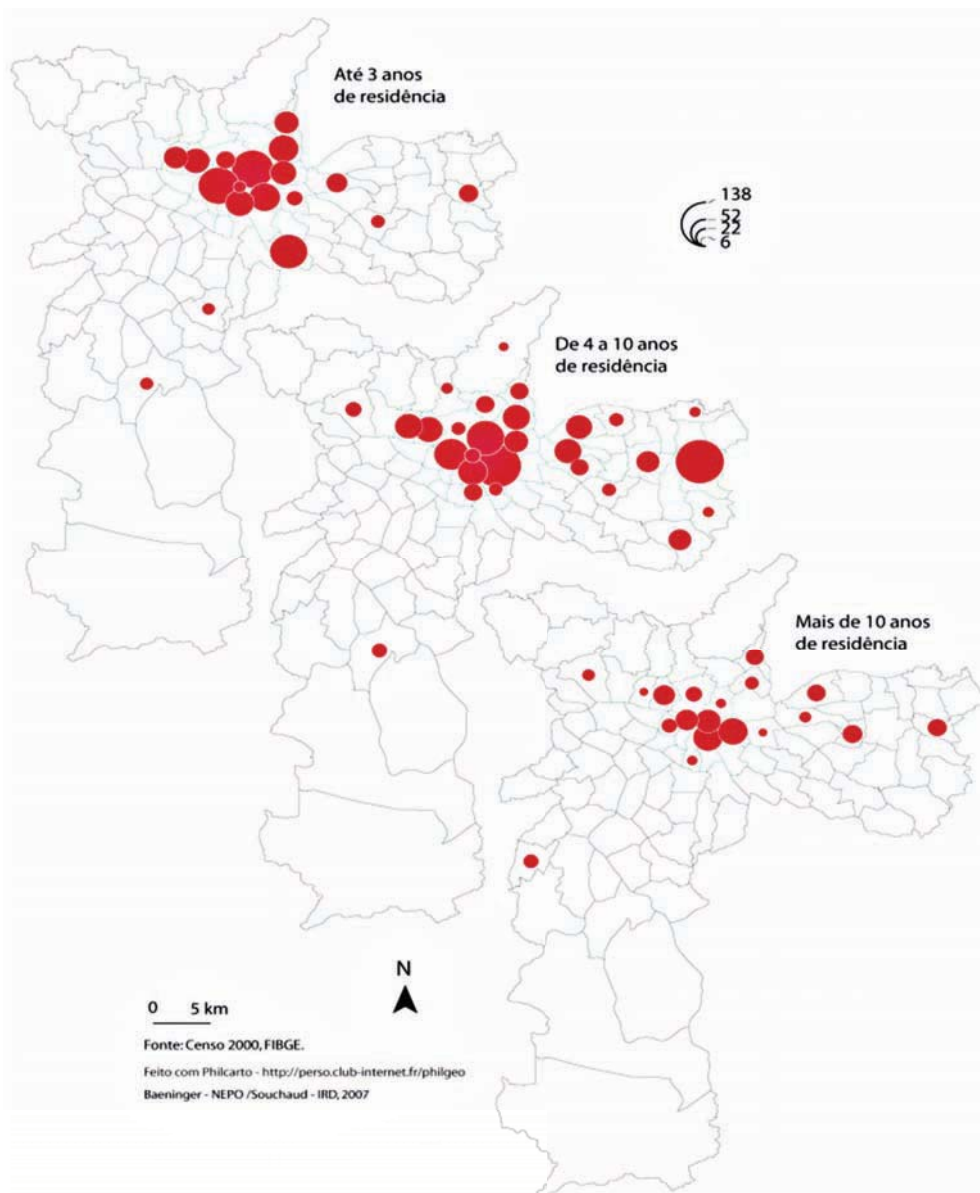 Até 3 anos
de residência
138
52
22
6
De 4 a 10 anos
de residência
Mais de 10 anos
de residência
N
0 5 km
Fonte: Censo 2000, FIBGE.
Feito com Philcarto - http://perso.club-internet.fr/philgeo
Baeninger - NEPO /Souchaud - IRD, 2007